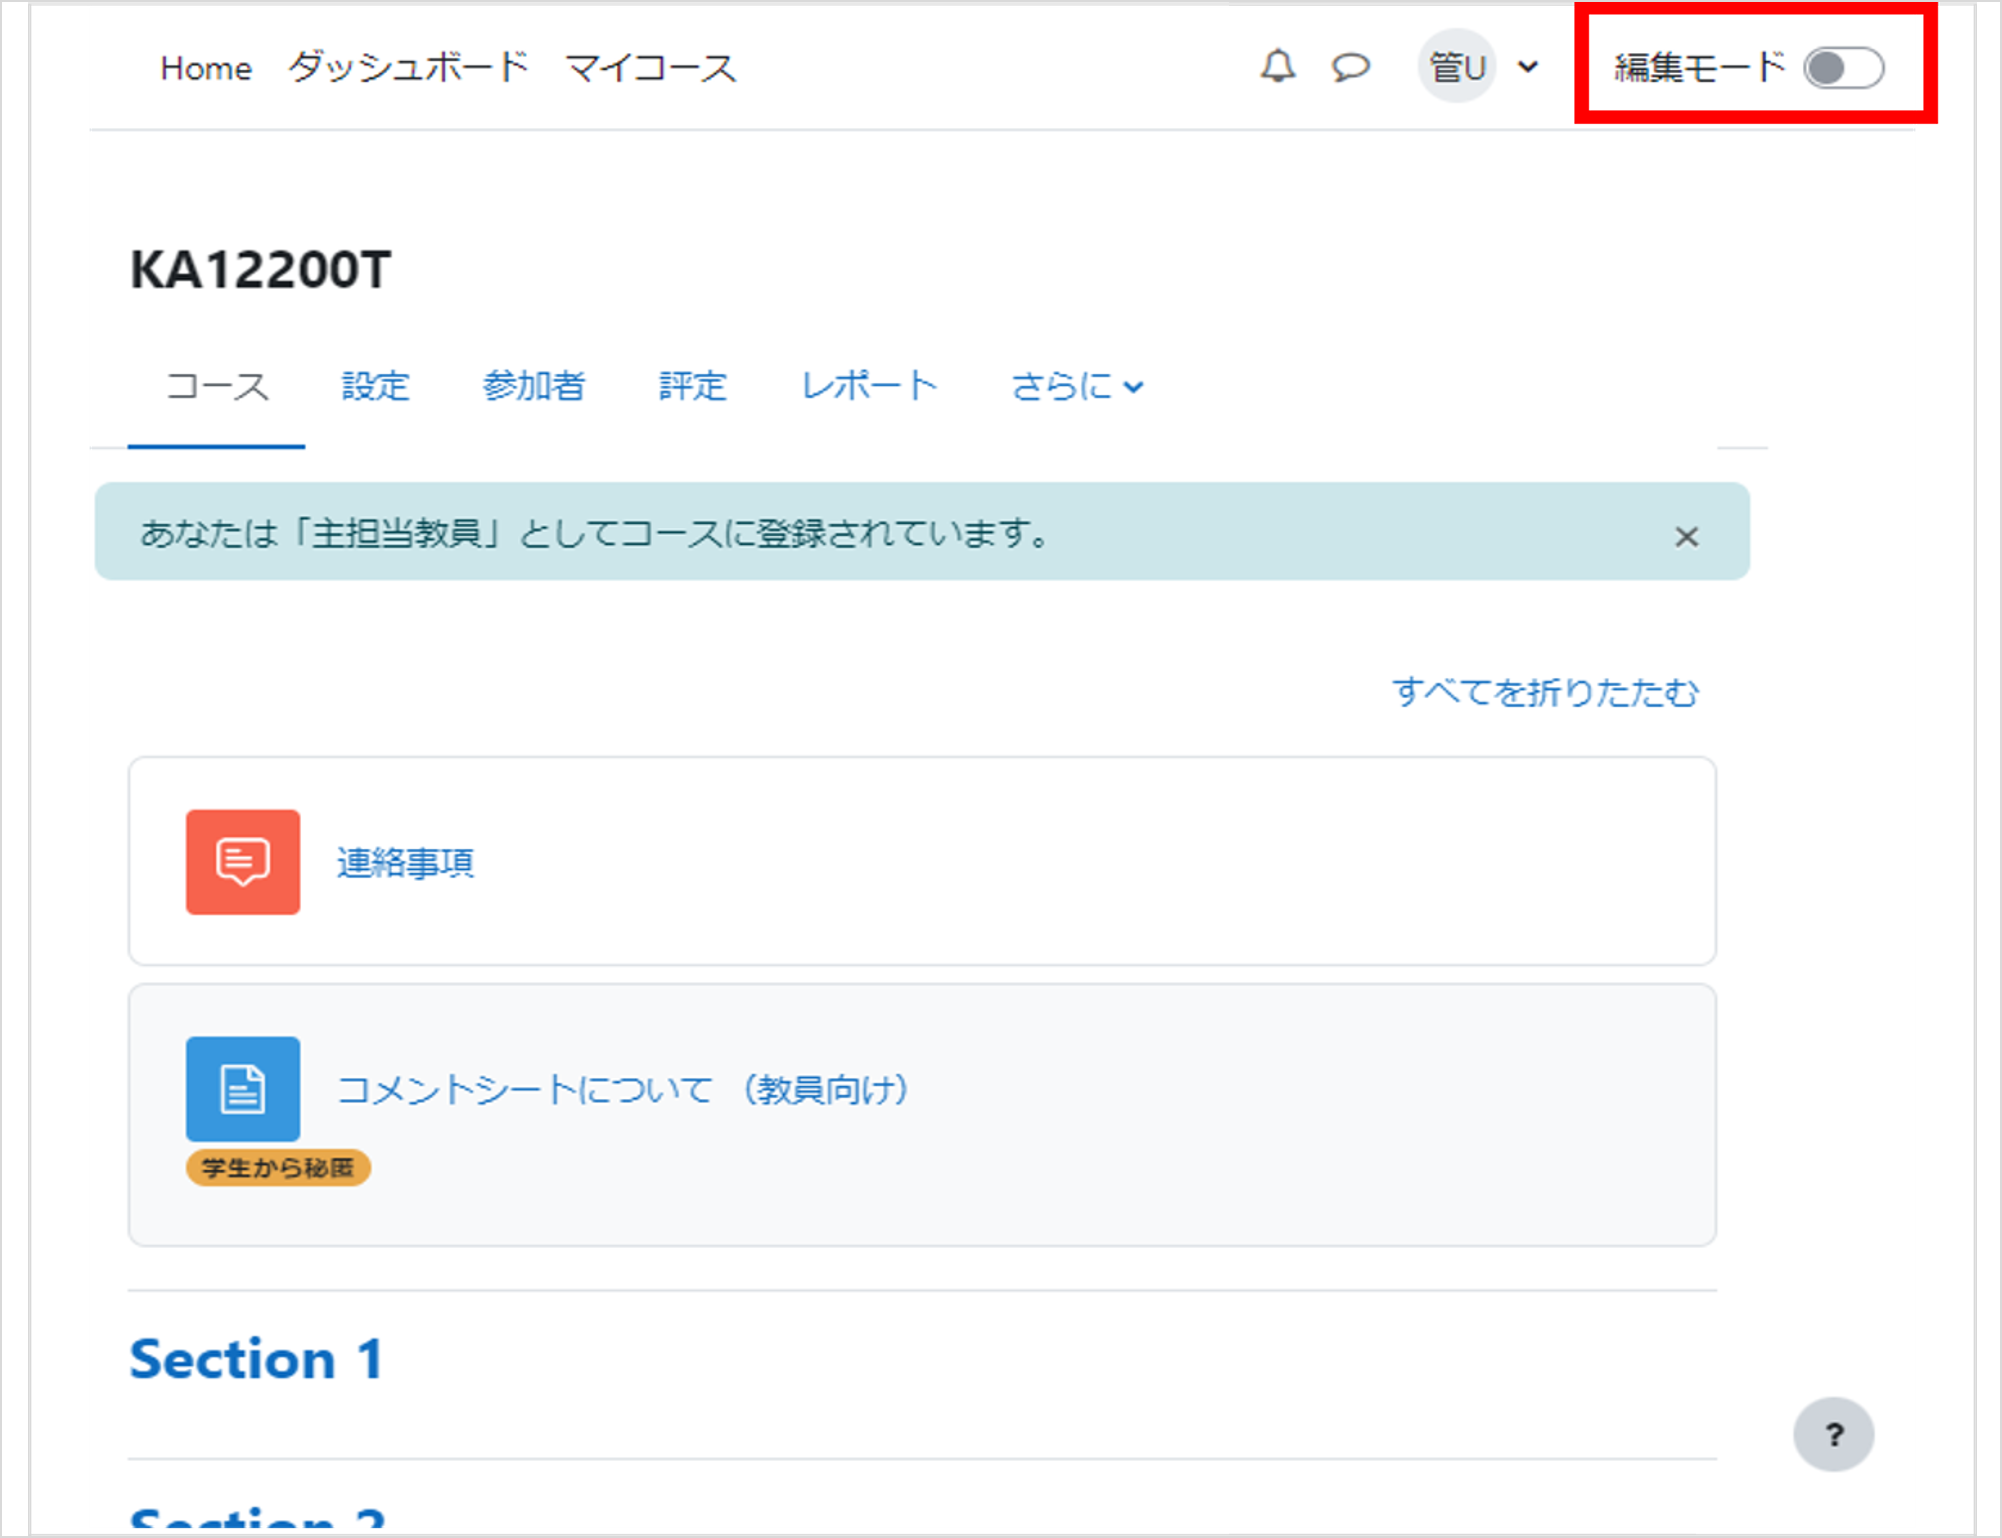 Home ダッシュボード マイコース 管U 編集モード
KA12200T
コース 設定 参加者 評定 レポート さらに
あなたは「主担当教員」としてコースに登録されています。 ×
すべてを折りたたむ
連絡事項
コメントシートについて （教員向け）
学生から秘匿
Section 1
?
Section 2